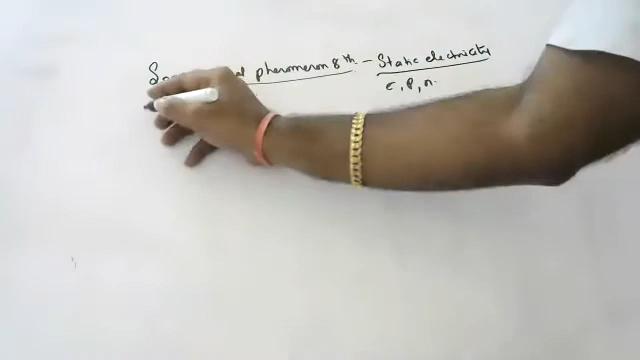 phenomenon 8th - Static electricity
e, p, n.